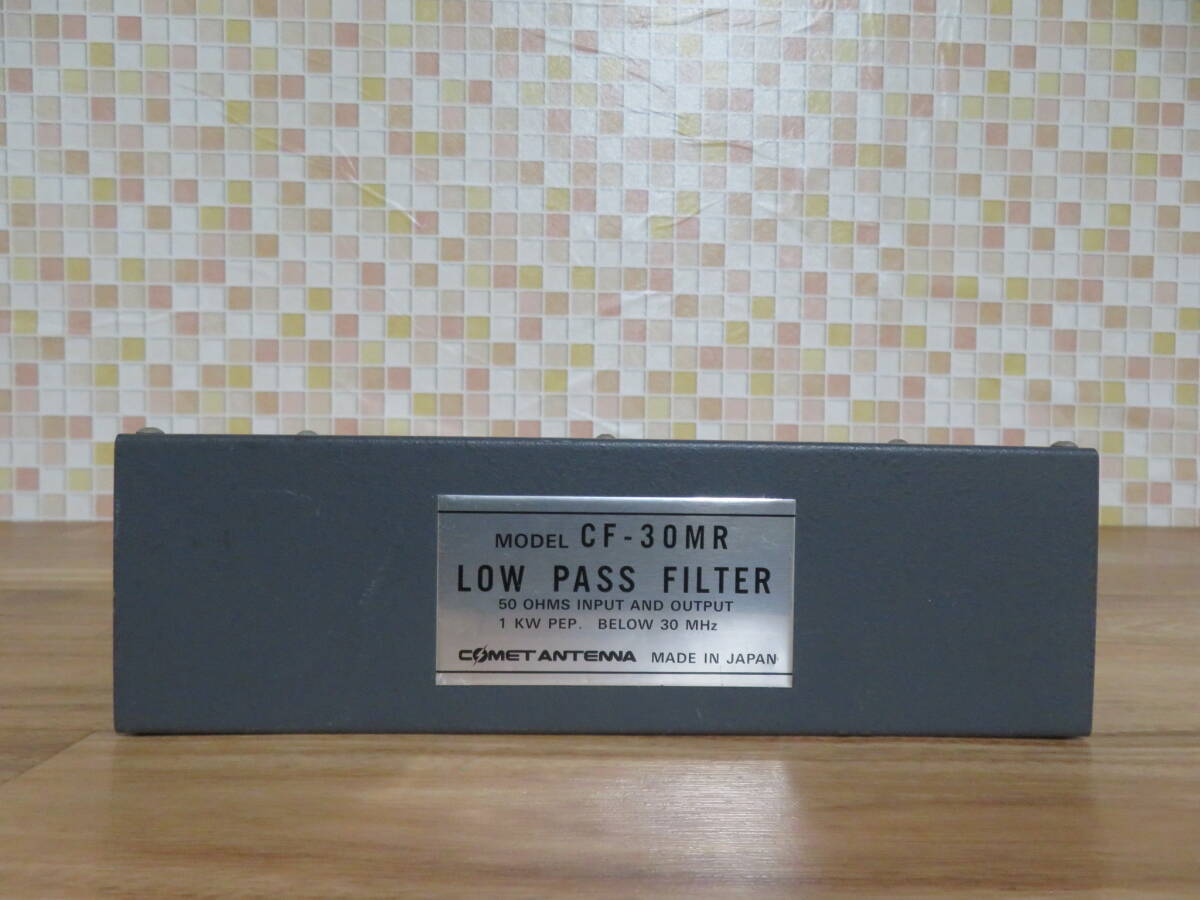 MODEL CF-30MR
LOW PASS FILTER
50 OHMS INPUT AND OUTPUT
1 KW PEP. BELOW 30 MHz
COMET ANTENNA MADE IN JAPAN